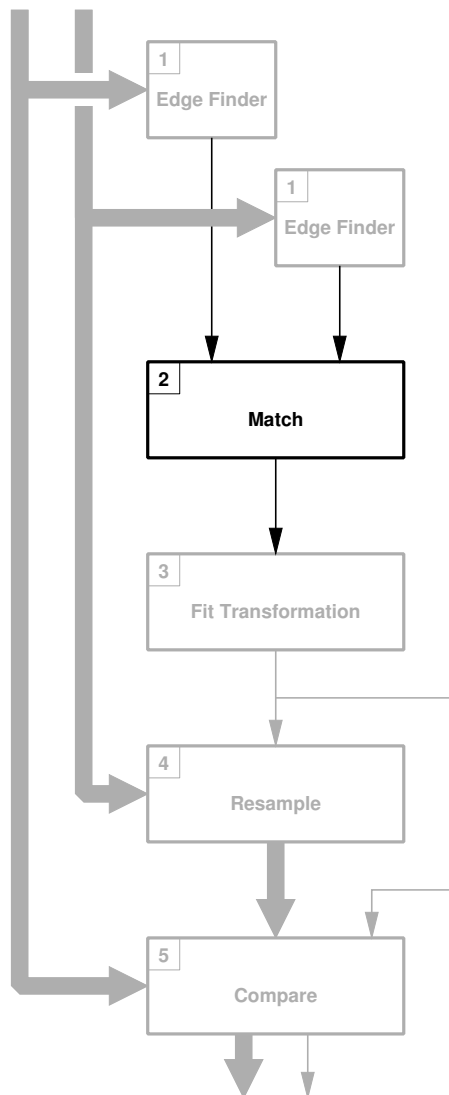 1
Edge Finder
1
Edge Finder
2
Match
3
Fit Transformation
4
Resample
5
Compare